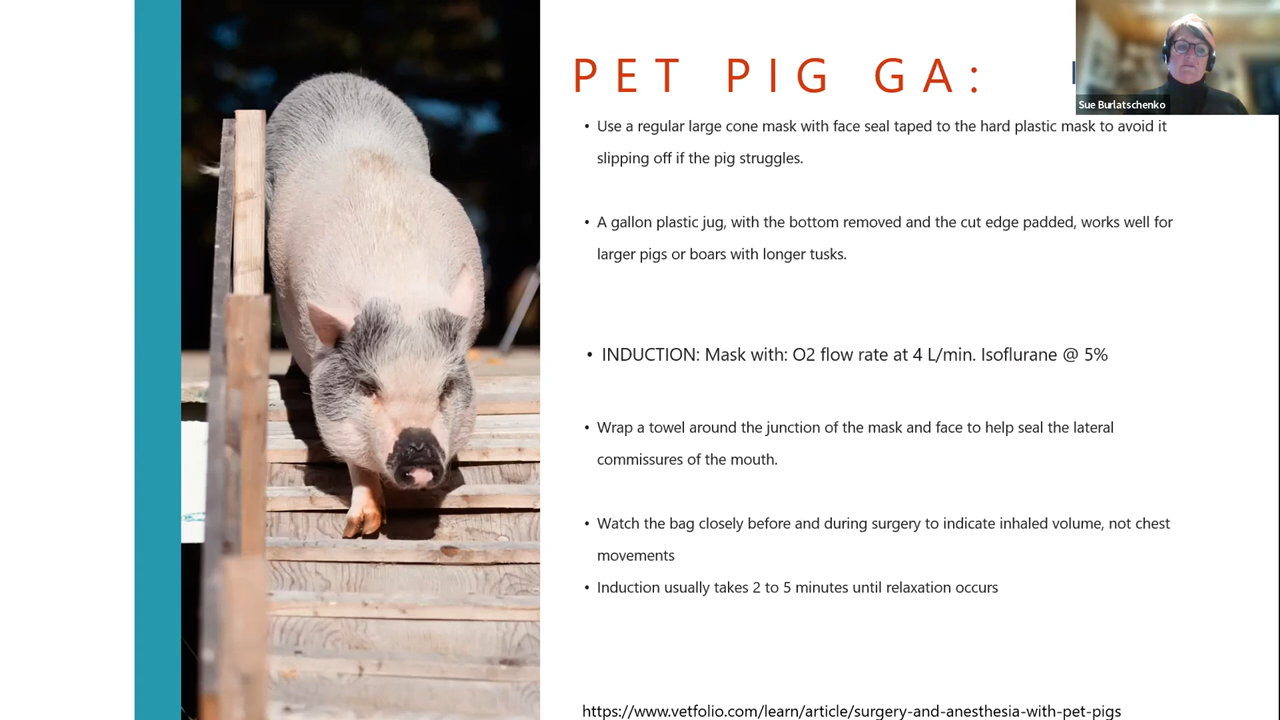 PET PIG GA:
Sue Burlatschenko
• Use a regular large cone mask with face seal taped to the hard plastic mask to avoid it
slipping off if the pig struggles.
• A gallon plastic jug, with the bottom removed and the cut edge padded, works well for
larger pigs or boars with longer tusks.
• INDUCTION: Mask with: O2 flow rate at 4 L/min. Isoflurane @ 5%
• Wrap a towel around the junction of the mask and face to help seal the lateral
commissures of the mouth.
• Watch the bag closely before and during surgery to indicate inhaled volume, not chest
movements
• Induction usually takes 2 to 5 minutes until relaxation occurs
https://www.vetfolio.com/learn/article/surgery-and-anesthesia-with-pet-pigs